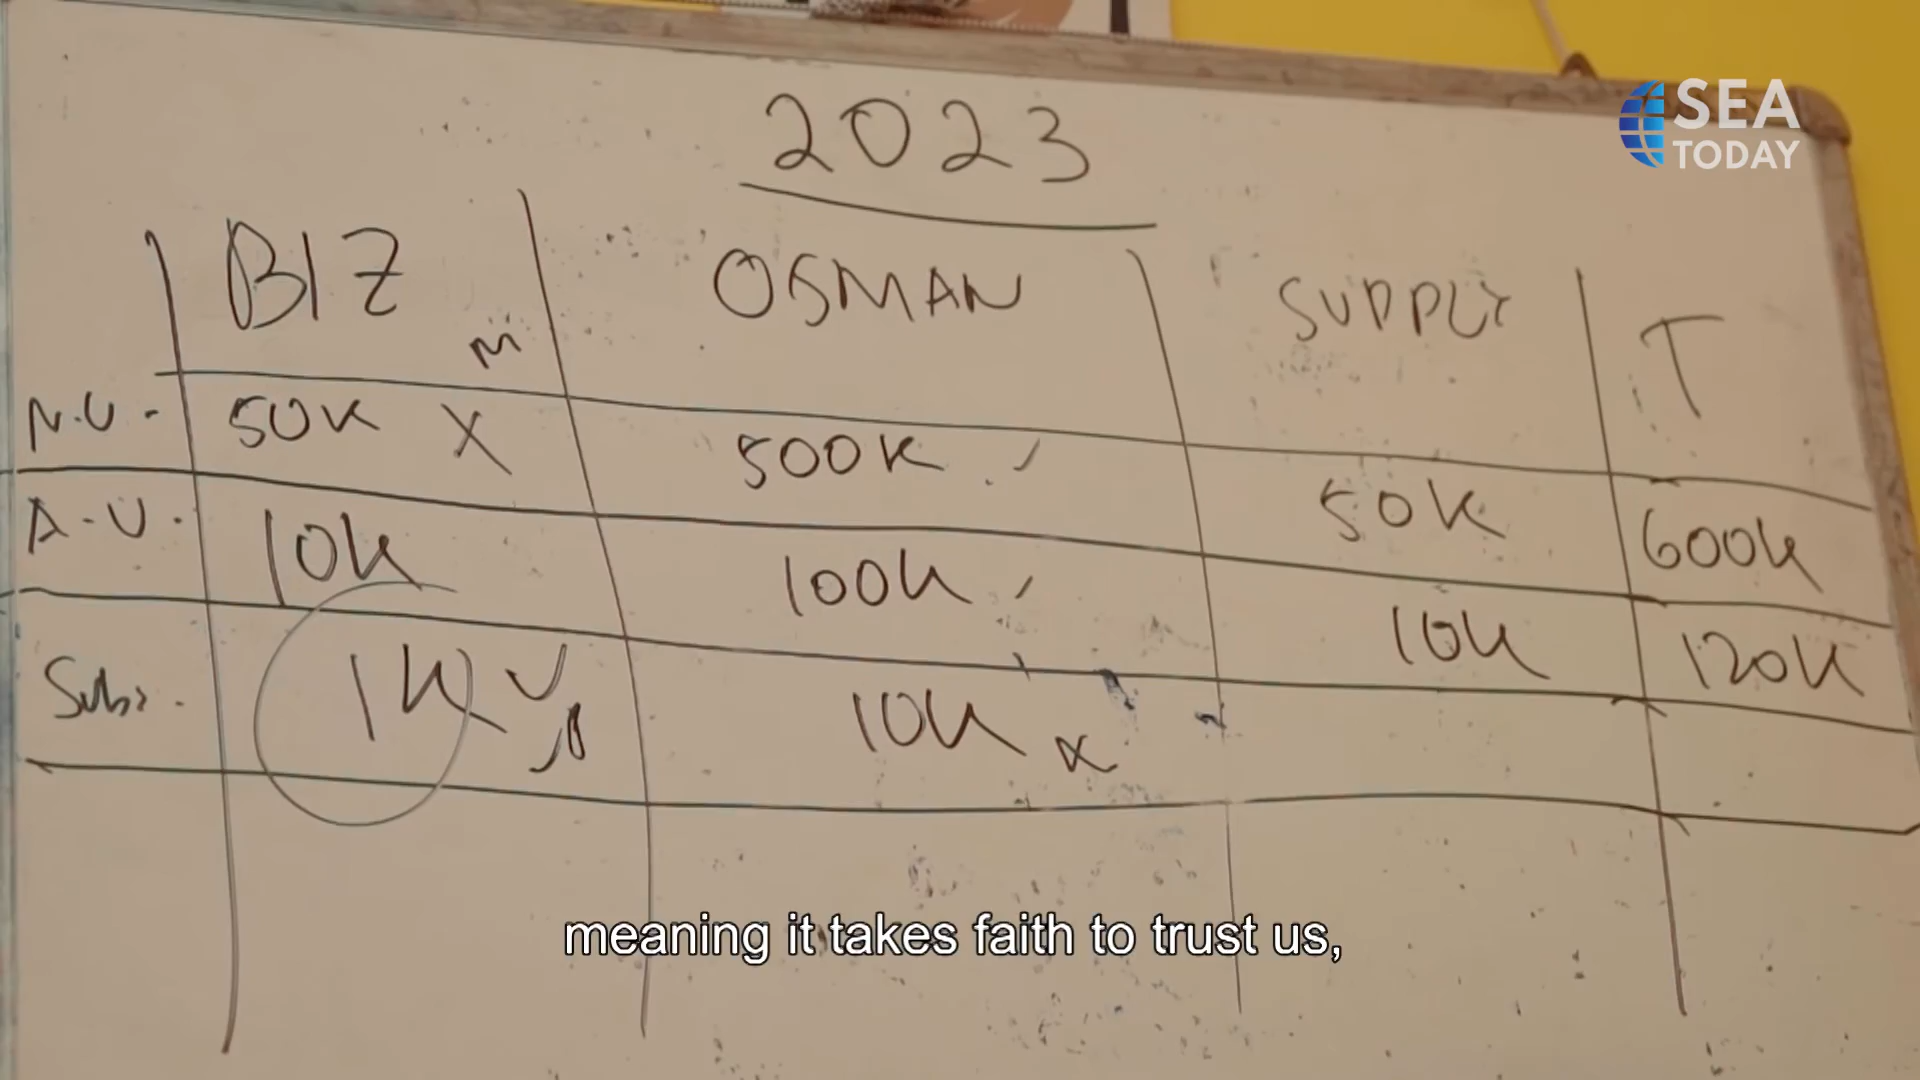 SEA
TODAY
2023
BIZ OSMAN SUPPLY T
M
N.U. 50K X 500K ✓ 50K 600K
A.U. 10K 100K ✓ 10K 120K
Subs. 1K ✓ 10K x
meaning it takes faith to trust us,